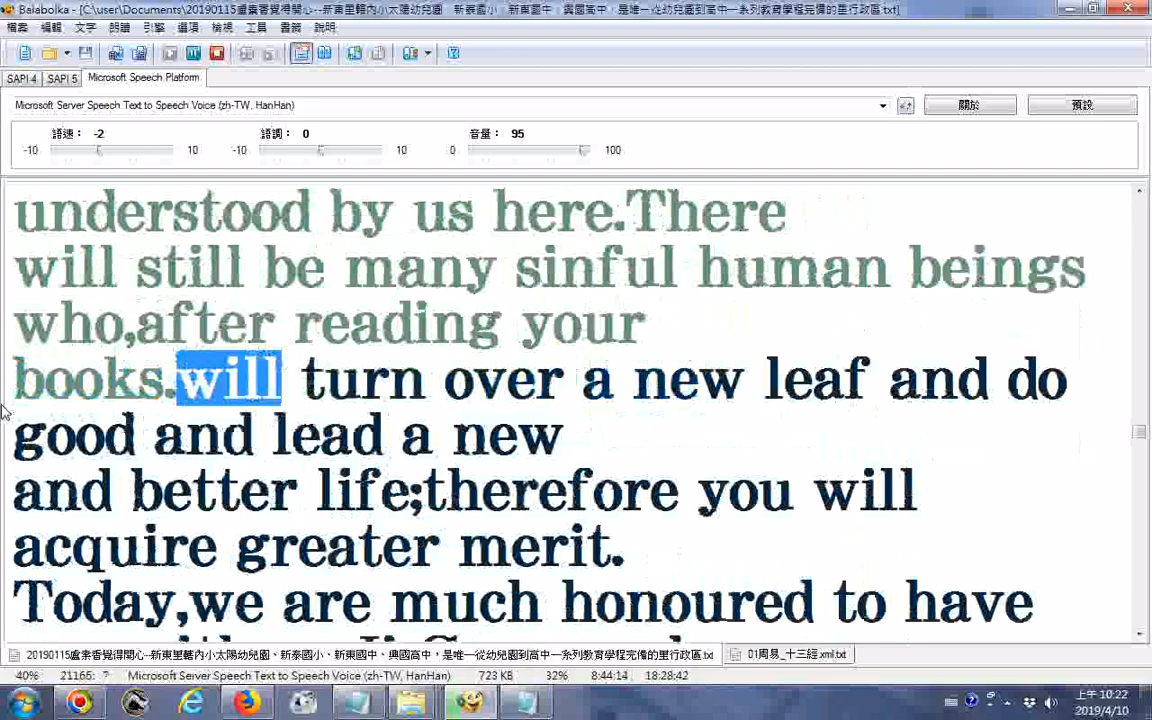 Balabolka - [C:\user\Documents\20190115盧素香覺得開心--新東里轄內小太陽幼兒園、新泰國小、新東國中、興國高中，是唯一從幼兒園到高中一系列教育學程完備的里行政區.txt]
檔案 編輯 文字 朗讀 引擎 選項 檢視 工具 書籤 說明
SAPI 4 SAPI 5 Microsoft Speech Platform
Microsoft Server Speech Text to Speech Voice (zh-TW, HanHan) 關於 預設
語速： -2 語調： 0 音量： 95
-10 10 -10 10 0 100
understood by us here.There
will still be many sinful human beings
who,after reading your
books.will turn over a new leaf and do
good and lead a new
and better life;therefore you will
acquire greater merit.
Today,we are much honoured to have
20190115盧素香覺得開心--新東里轄內小太陽幼兒園、新泰國小、新東國中、興國高中，是唯一從幼兒園到高中一系列教育學程完備的里行政區.txt 01周易_十三經.xml.txt
40% 21165: ? Microsoft Server Speech Text to Speech Voice (zh-TW, HanHan) 723 KB 32% 8:44:14 18:28:42
上午 10:22
2019/4/10